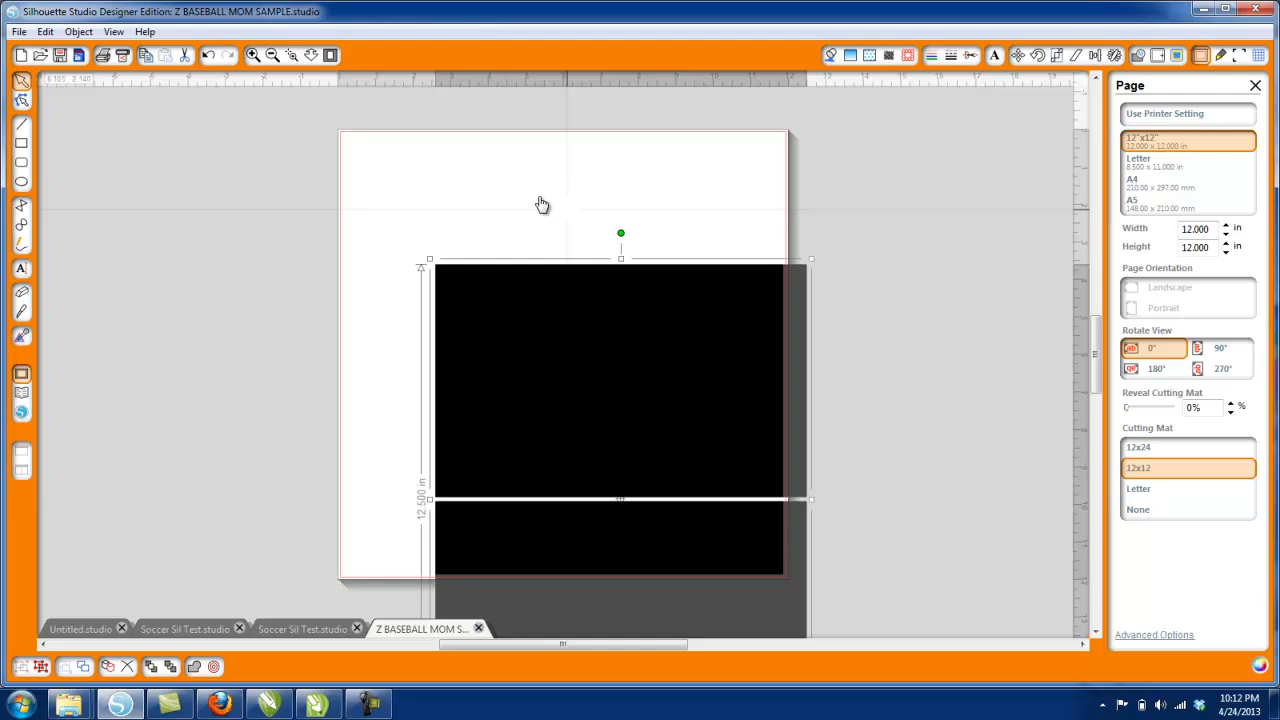 Silhouette Studio Designer Edition: Z BASEBALL MOM SAMPLE.studio
File Edit Object View Help
6.105 2.140
Page
Use Printer Setting
12"x12"
12.000 x 12.000 in
Letter
8.500 x 11.000 in
A4
210.00 x 297.00 mm
A5
148.00 x 210.00 mm
Width 12.000 in
Height 12.000 in
Page Orientation
Landscape
Portrait
Rotate View
0° 90°
180° 270°
Reveal Cutting Mat
0% %
Cutting Mat
12x24
12x12
Letter
None
12.500 in
Untitled.studio Soccer Sil Test.studio Soccer Sil Test.studio Z BASEBALL MOM S...
Advanced Options
10:12 PM
4/24/2013